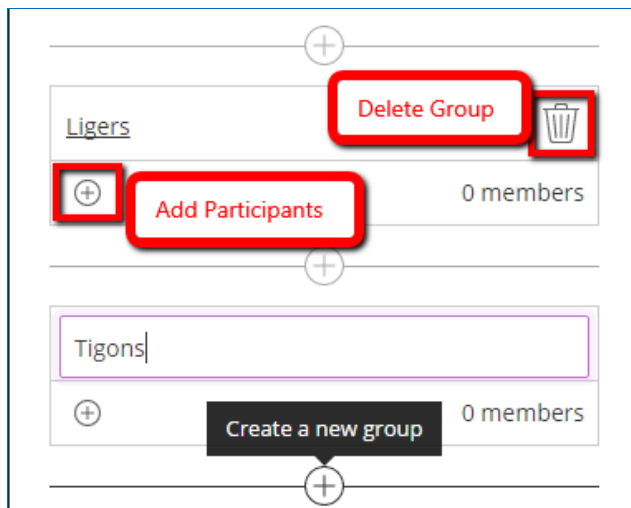 Delete Group
Ligers
Add Participants
0 members
Tigons
0 members
Create a new group